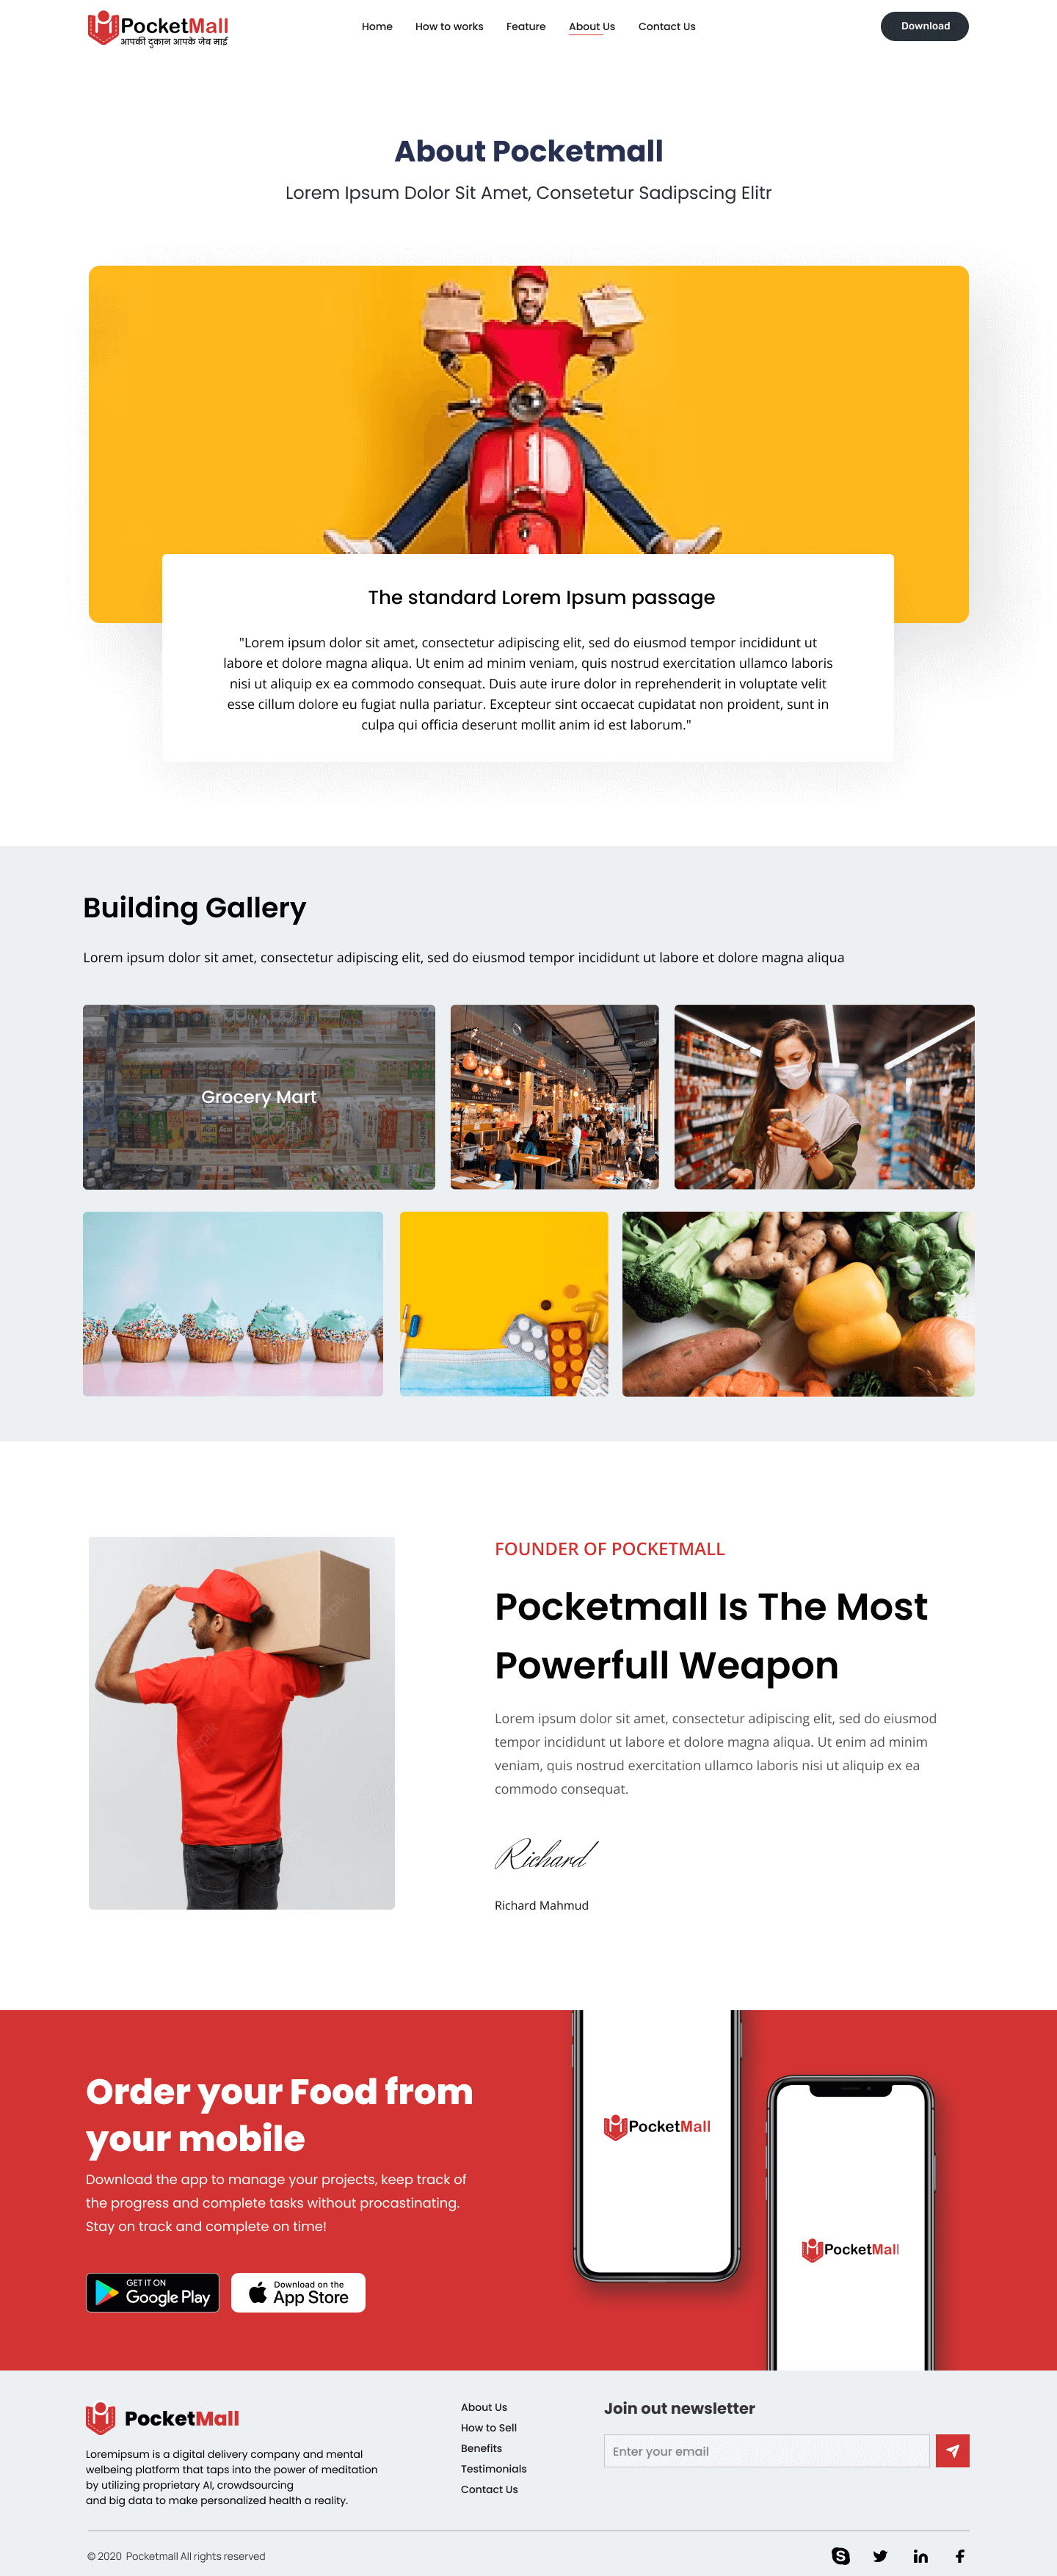 PocketMall
आपकी दुकान आपके जेब माई
Home How to works Feature About Us Contact Us
Download
About Pocketmall
Lorem Ipsum Dolor Sit Amet, Consetetur Sadipscing Elitr
The standard Lorem Ipsum passage
"Lorem ipsum dolor sit amet, consectetur adipiscing elit, sed do eiusmod tempor incididunt ut
labore et dolore magna aliqua. Ut enim ad minim veniam, quis nostrud exercitation ullamco laboris
nisi ut aliquip ex ea commodo consequat. Duis aute irure dolor in reprehenderit in voluptate velit
esse cillum dolore eu fugiat nulla pariatur. Excepteur sint occaecat cupidatat non proident, sunt in
culpa qui officia deserunt mollit anim id est laborum."
Building Gallery
Lorem ipsum dolor sit amet, consectetur adipiscing elit, sed do eiusmod tempor incididunt ut labore et dolore magna aliqua
Grocery Mart
FOUNDER OF POCKETMALL
Pocketmall Is The Most
Powerfull Weapon
Lorem ipsum dolor sit amet, consectetur adipiscing elit, sed do eiusmod
tempor incididunt ut labore et dolore magna aliqua. Ut enim ad minim
veniam, quis nostrud exercitation ullamco laboris nisi ut aliquip ex ea
commodo consequat.
Richard
Richard Mahmud
Order your Food from
your mobile
Download the app to manage your projects, keep track of
the progress and complete tasks without procastinating.
Stay on track and complete on time!
GET IT ON
Google Play
Download on the
App Store
PocketMall
PocketMall
PocketMall
Loremipsum is a digital delivery company and mental
welbeing platform that taps into the power of meditation
by utilizing proprietary AI, crowdsourcing
and big data to make personalized health a reality.
About Us
How to Sell
Benefits
Testimonials
Contact Us
Join out newsletter
Enter your email
© 2020 Pocketmall All rights reserved